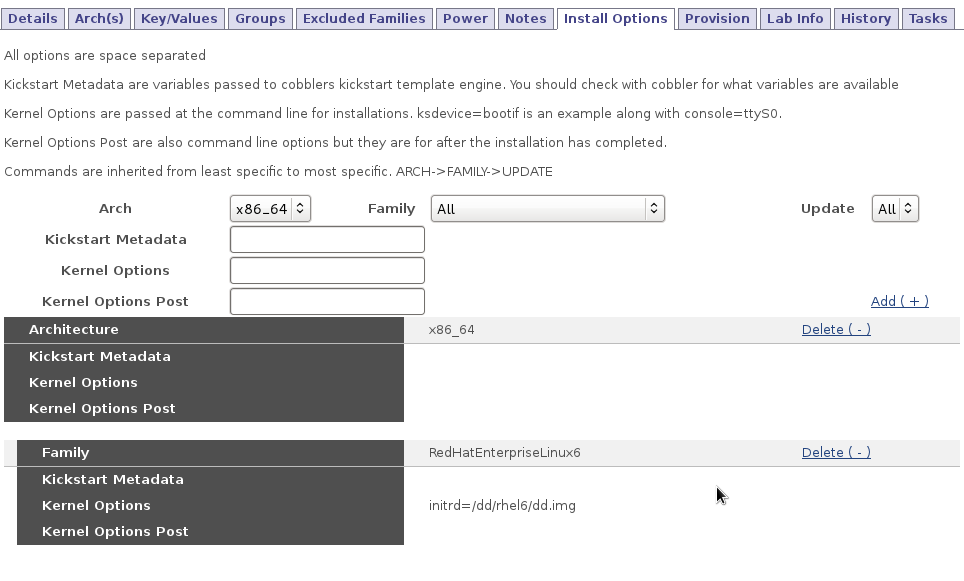 Details Arch(s) Key/Values Groups Excluded Families Power Notes Install Options Provision Lab Info History Tasks
All options are space separated
Kickstart Metadata are variables passed to cobblers kickstart template engine. You should check with cobbler for what variables are available
Kernel Options are passed at the command line for installations. ksdevice=bootif is an example along with console=ttyS0.
Kernel Options Post are also command line options but they are for after the installation has completed.
Commands are inherited from least specific to most specific. ARCH->FAMILY->UPDATE
Arch x86_64 Family All Update All
Kickstart Metadata
Kernel Options
Kernel Options Post Add ( + )
Architecture x86_64 Delete ( - )
Kickstart Metadata
Kernel Options
Kernel Options Post
Family RedHatEnterpriseLinux6 Delete ( - )
Kickstart Metadata
Kernel Options initrd=/dd/rhel6/dd.img
Kernel Options Post